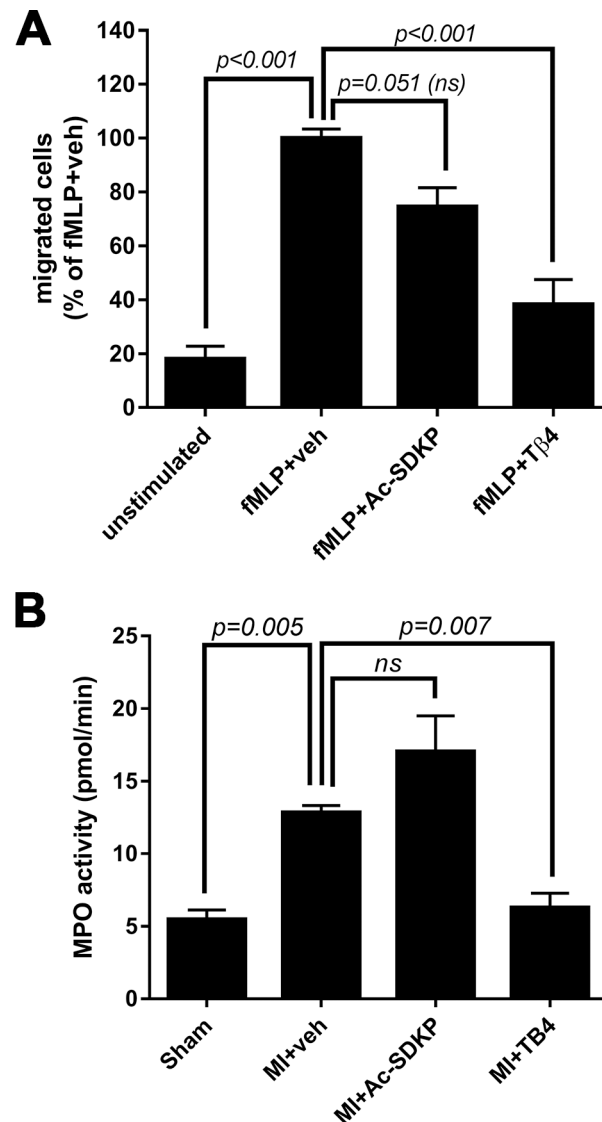 A
migrated cells
(% of fMLP+veh)
140
120
100
80
60
40
20
0
p<0.001
p<0.001
p=0.051 (ns)
unstimulated
fMLP+veh
fMLP+Ac-SDKP
fMLP+Tβ4
B
MPO activity (pmol/min)
25
20
15
10
5
0
p=0.005
p=0.007
ns
Sham
MI+veh
MI+Ac-SDKP
MI+TB4